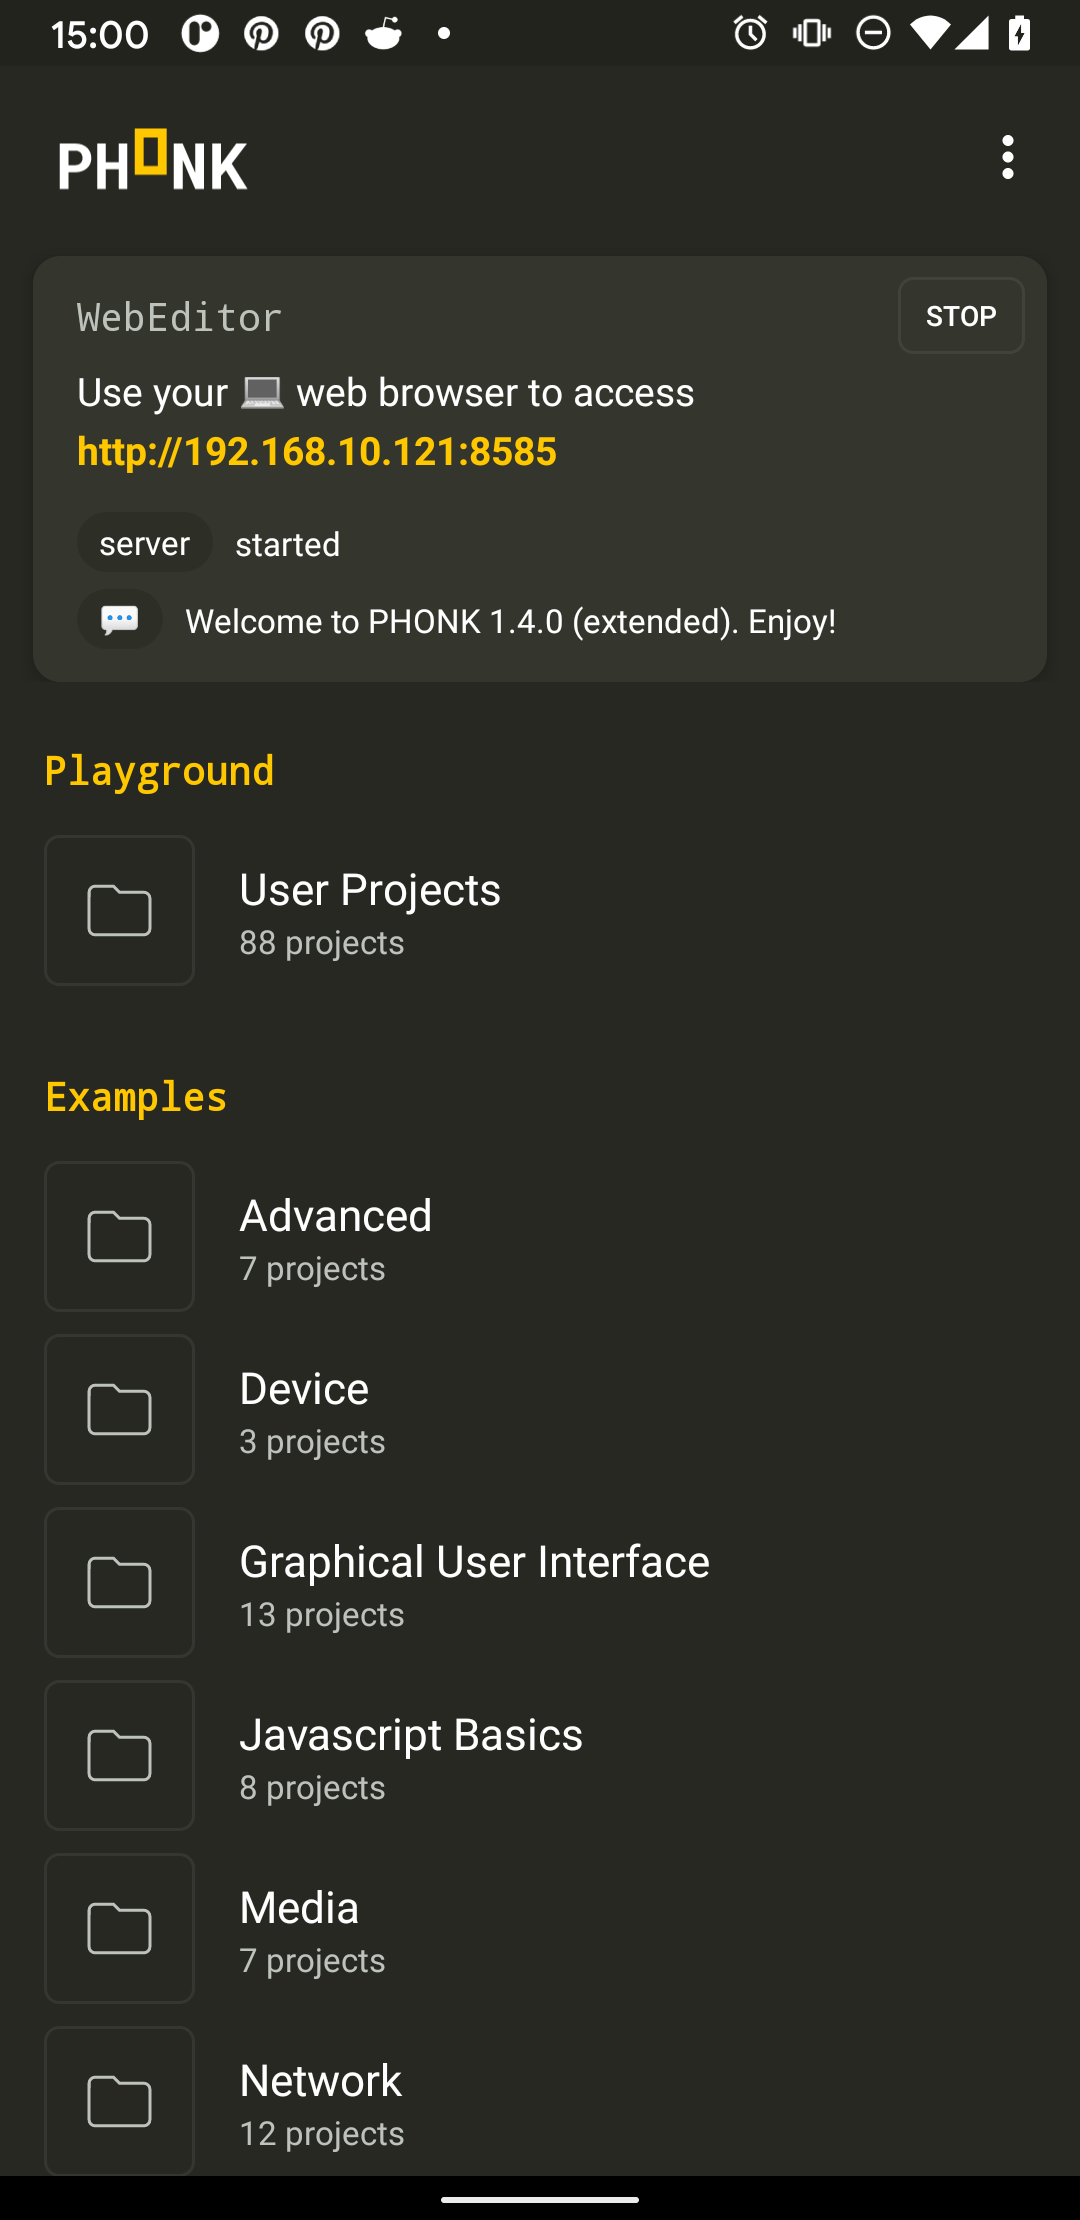 15:00
PHONK
WebEditor
STOP
Use your 💻 web browser to access
http://192.168.10.121:8585
server started
💬 Welcome to PHONK 1.4.0 (extended). Enjoy!
Playground
User Projects
88 projects
Examples
Advanced
7 projects
Device
3 projects
Graphical User Interface
13 projects
Javascript Basics
8 projects
Media
7 projects
Network
12 projects